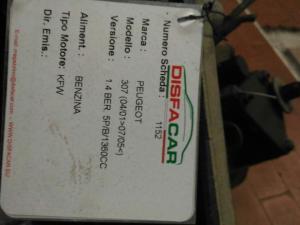 DISFACAR
Numero Scheda : 1152
Marca : PEUGEOT
Modello : 307 (04/01>07/05<)
Versione : 1.4 BER. 5P/B/1360CC
Aliment. : BENZINA
Tipo Motore: KFW
Dir. Emis.: